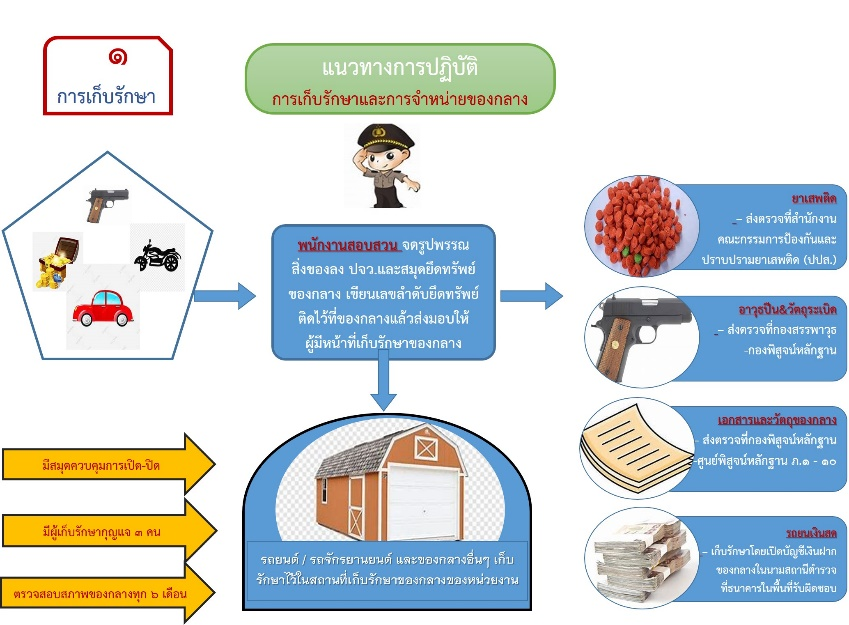 ๑
การเก็บรักษา
แนวทางการปฏิบัติ
การเก็บรักษาและการจำหน่ายของกลาง
พนักงานสอบสวน จดรูปพรรณ
สิ่งของลง ปจว.และสมุดยึดทรัพย์
ของกลาง เขียนเลขลำดับยึดทรัพย์
ติดไว้ที่ของกลางแล้วส่งมอบให้
ผู้มีหน้าที่เก็บรักษาของกลาง
ยาเสพติด
– ส่งตรวจที่สำนักงาน
คณะกรรมการป้องกันและ
ปราบปรามยาเสพติด (ปปส.)
อาวุธปืน&วัตถุระเบิด
– ส่งตรวจที่กองสรรพาวุธ
-กองพิสูจน์หลักฐาน
เอกสารและวัตถุของกลาง
- ส่งตรวจที่กองพิสูจน์หลักฐาน
-ศูนย์พิสูจน์หลักฐาน ภ.๑ - ๑๐
รถยนเงินสด
– เก็บรักษาโดยเปิดบัญชีเงินฝาก
ของกลางในนามสถานีตำรวจ
ที่ธนาคารในพื้นที่รับผิดชอบ
มีสมุดควบคุมการเปิด-ปิด
มีผู้เก็บรักษากุญแจ ๓ คน
ตรวจสอบสภาพของกลางทุก ๖ เดือน
รถยนต์ / รถจักรยานยนต์ และของกลางอื่นๆ เก็บ
รักษาไว้ในสถานที่เก็บรักษาของกลางของหน่วยงาน